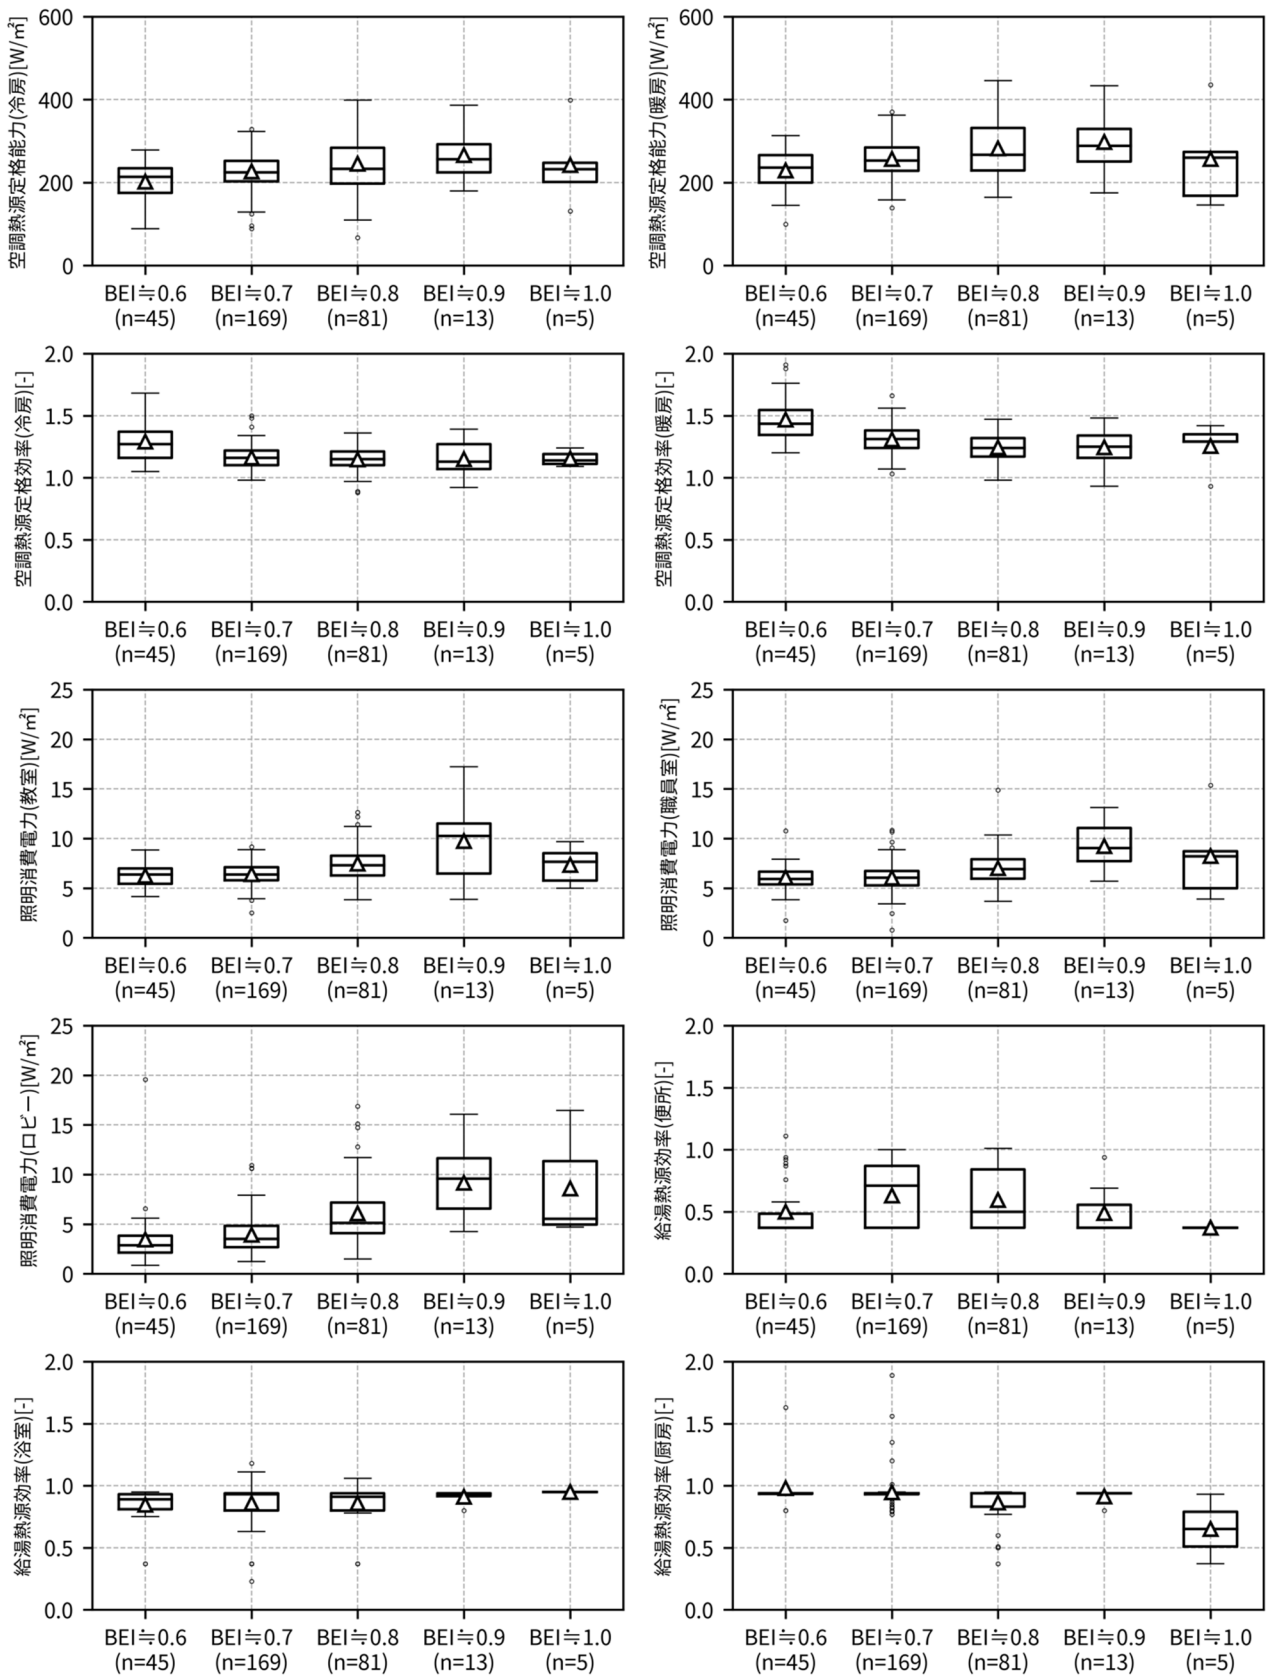 空調熱源定格能力(冷房)[W/㎡]
600
400
200
0
BEI≒0.6 BEI≒0.7 BEI≒0.8 BEI≒0.9 BEI≒1.0
(n=45) (n=169) (n=81) (n=13) (n=5)
空調熱源定格能力(暖房)[W/㎡]
600
400
200
0
BEI≒0.6 BEI≒0.7 BEI≒0.8 BEI≒0.9 BEI≒1.0
(n=45) (n=169) (n=81) (n=13) (n=5)
空調熱源定格効率(冷房)[-]
2.0
1.5
1.0
0.5
0.0
BEI≒0.6 BEI≒0.7 BEI≒0.8 BEI≒0.9 BEI≒1.0
(n=45) (n=169) (n=81) (n=13) (n=5)
空調熱源定格効率(暖房)[-]
2.0
1.5
1.0
0.5
0.0
BEI≒0.6 BEI≒0.7 BEI≒0.8 BEI≒0.9 BEI≒1.0
(n=45) (n=169) (n=81) (n=13) (n=5)
照明消費電力(教室)[W/㎡]
25
20
15
10
5
0
BEI≒0.6 BEI≒0.7 BEI≒0.8 BEI≒0.9 BEI≒1.0
(n=45) (n=169) (n=81) (n=13) (n=5)
照明消費電力(職員室)[W/㎡]
25
20
15
10
5
0
BEI≒0.6 BEI≒0.7 BEI≒0.8 BEI≒0.9 BEI≒1.0
(n=45) (n=169) (n=81) (n=13) (n=5)
照明消費電力(ロビー)[W/㎡]
25
20
15
10
5
0
BEI≒0.6 BEI≒0.7 BEI≒0.8 BEI≒0.9 BEI≒1.0
(n=45) (n=169) (n=81) (n=13) (n=5)
給湯熱源効率(便所)[-]
2.0
1.5
1.0
0.5
0.0
BEI≒0.6 BEI≒0.7 BEI≒0.8 BEI≒0.9 BEI≒1.0
(n=45) (n=169) (n=81) (n=13) (n=5)
給湯熱源効率(浴室)[-]
2.0
1.5
1.0
0.5
0.0
BEI≒0.6 BEI≒0.7 BEI≒0.8 BEI≒0.9 BEI≒1.0
(n=45) (n=169) (n=81) (n=13) (n=5)
給湯熱源効率(厨房)[-]
2.0
1.5
1.0
0.5
0.0
BEI≒0.6 BEI≒0.7 BEI≒0.8 BEI≒0.9 BEI≒1.0
(n=45) (n=169) (n=81) (n=13) (n=5)